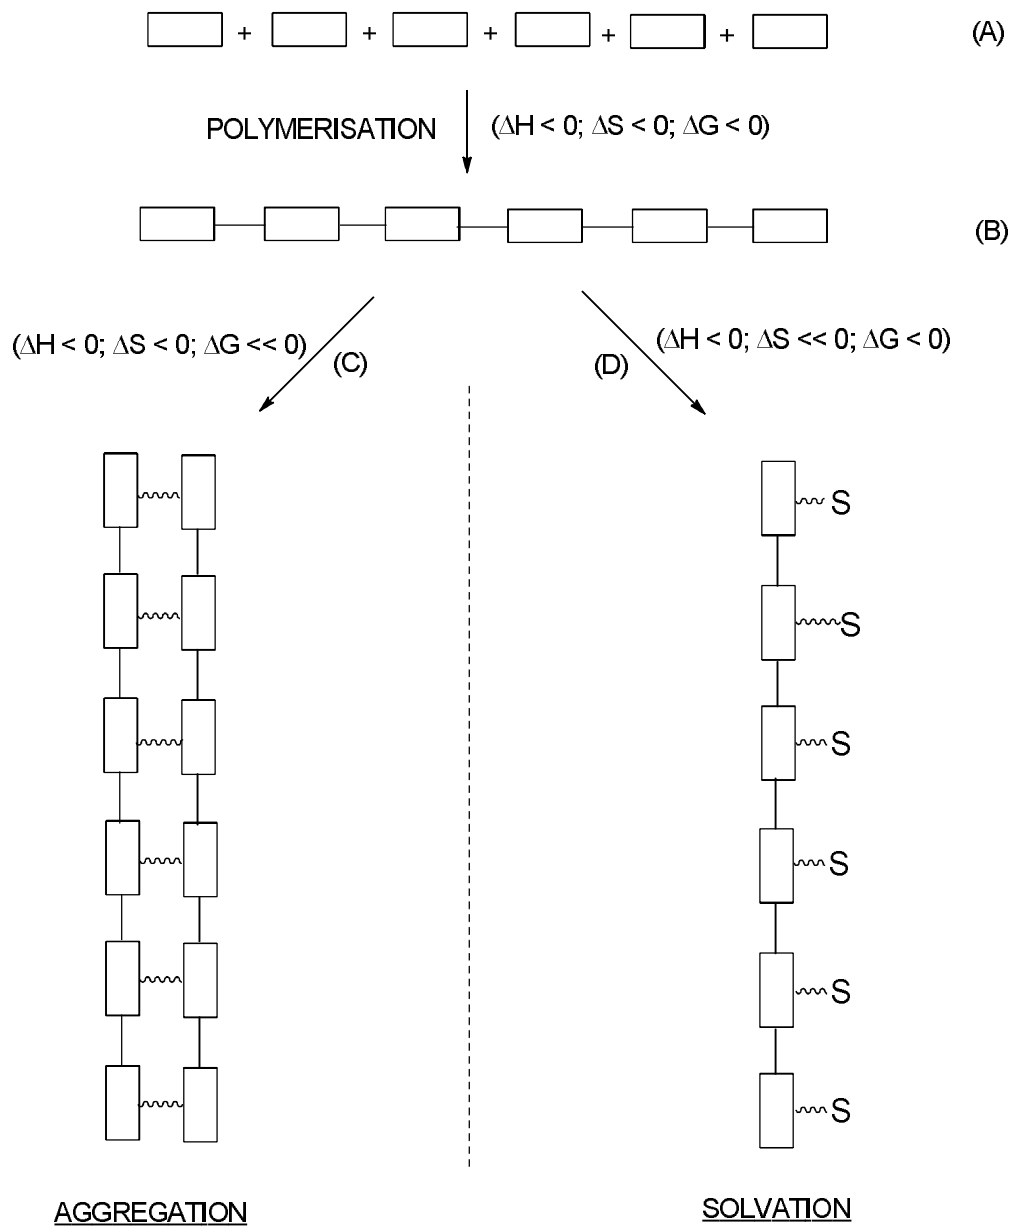 + + + + + (A)
POLYMERISATION (ΔH < 0; ΔS < 0; ΔG < 0)
(B)
(ΔH < 0; ΔS < 0; ΔG << 0) (ΔH < 0; ΔS << 0; ΔG < 0)
(C) (D)
S
S
S
S
S
S
AGGREGATION SOLVATION